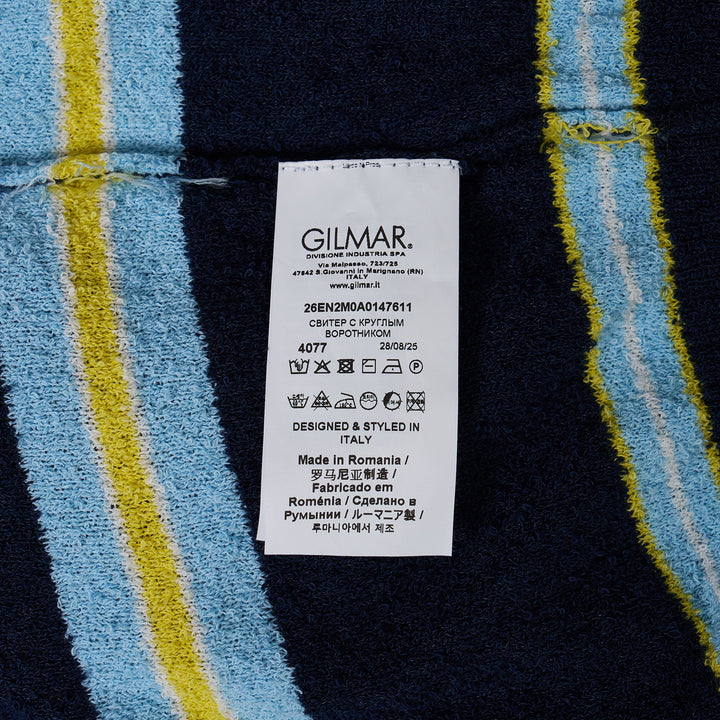 GILMAR®
DIVISIONE INDUSTRIA SPA
Via Malpasso, 723/725
47842 S.Giovanni in Marignano (RN)
ITALY
www.gilmar.it
26EN2M0A0147611
СВИТЕР С КРУГЛЫМ
ВОРОТНИКОМ
4077 28/08/25
DESIGNED & STYLED IN
ITALY
Made in Romania /
罗马尼亚制造 /
Fabricado em
Roménia / Сделано в
Румынии / ルーマニア製 /
루마니아에서 제조